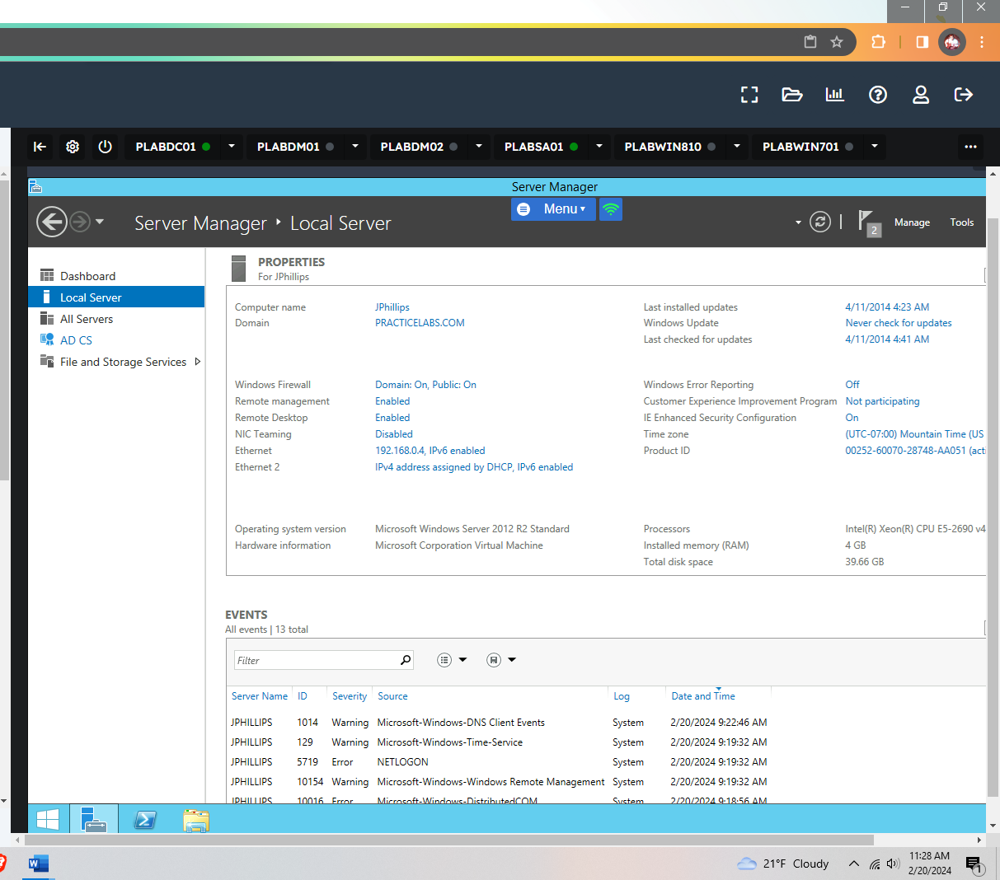 PLABDC01 PLABDM01 PLABDM02 PLABSA01 PLABWIN810 PLABWIN701
Server Manager
Menu
Server Manager Local Server 2 Manage Tools
Dashboard
Local Server
All Servers
AD CS
File and Storage Services
PROPERTIES
For JPhillips
Computer name JPhillips Last installed updates 4/11/2014 4:23 AM
Domain PRACTICELABS.COM Windows Update Never check for updates
Last checked for updates 4/11/2014 4:41 AM
Windows Firewall Domain: On, Public: On Windows Error Reporting Off
Remote management Enabled Customer Experience Improvement Program Not participating
Remote Desktop Enabled IE Enhanced Security Configuration On
NIC Teaming Disabled Time zone (UTC-07:00) Mountain Time (US
Ethernet 192.168.0.4, IPv6 enabled Product ID 00252-60070-28748-AA051 (acti
Ethernet 2 IPv4 address assigned by DHCP, IPv6 enabled
Operating system version Microsoft Windows Server 2012 R2 Standard Processors Intel(R) Xeon(R) CPU E5-2690 v4
Hardware information Microsoft Corporation Virtual Machine Installed memory (RAM) 4 GB
Total disk space 39.66 GB
EVENTS
All events | 13 total
Filter
Server Name ID Severity Source Log Date and Time
JPHILLIPS 1014 Warning Microsoft-Windows-DNS Client Events System 2/20/2024 9:22:46 AM
JPHILLIPS 129 Warning Microsoft-Windows-Time-Service System 2/20/2024 9:19:32 AM
JPHILLIPS 5719 Error NETLOGON System 2/20/2024 9:19:32 AM
JPHILLIPS 10154 Warning Microsoft-Windows-Windows Remote Management System 2/20/2024 9:19:32 AM
JPHILLIPS 10016 Error Microsoft-Windows-DistributedCOM System 2/20/2024 9:18:56 AM
21°F Cloudy 11:28 AM
2/20/2024 1